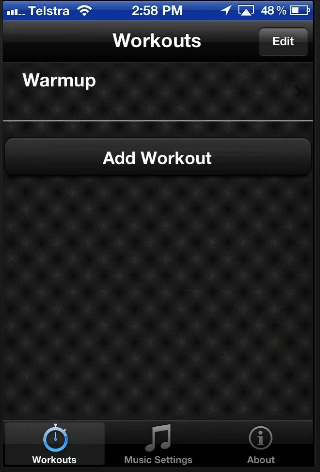 Telstra 2:58 PM 48%
Workouts Edit
Warmup
Add Workout
Workouts Music Settings About